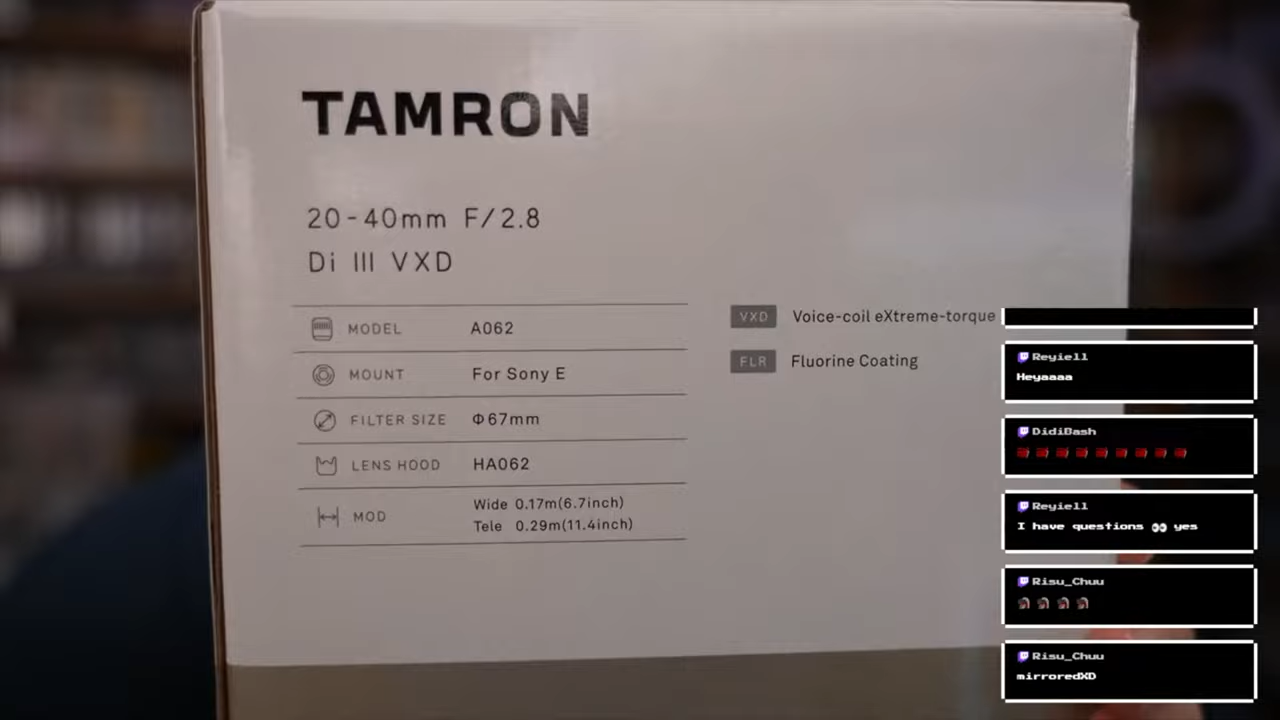 TAMRON
20-40mm F/2.8
Di III VXD
MODEL A062
MOUNT For Sony E
FILTER SIZE Φ67mm
LENS HOOD HA062
MOD Wide 0.17m(6.7inch)
Tele 0.29m(11.4inch)
VXD Voice-coil eXtreme-torque
FLR Fluorine Coating
Reyiell
Heyaaaa
DidiBash
Reyiell
I have questions 👀 yes
Risu_Chuu
Risu_Chuu
mirroredXD